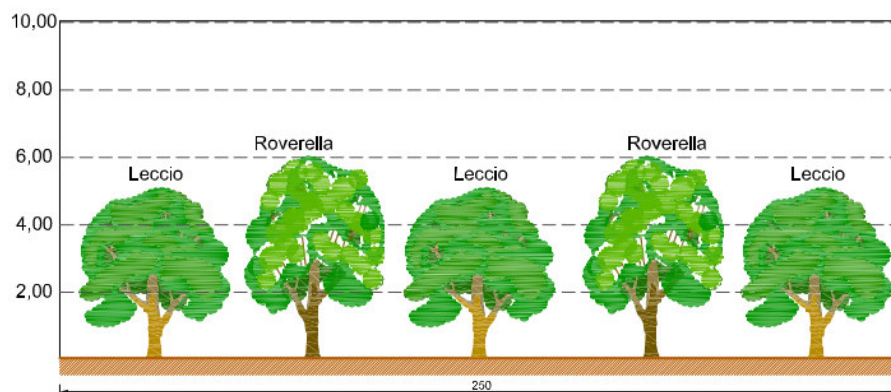 10,00
8,00
Roverella
Roverella
6,00
Leccio
Leccio
Leccio
4,00
2,00
250